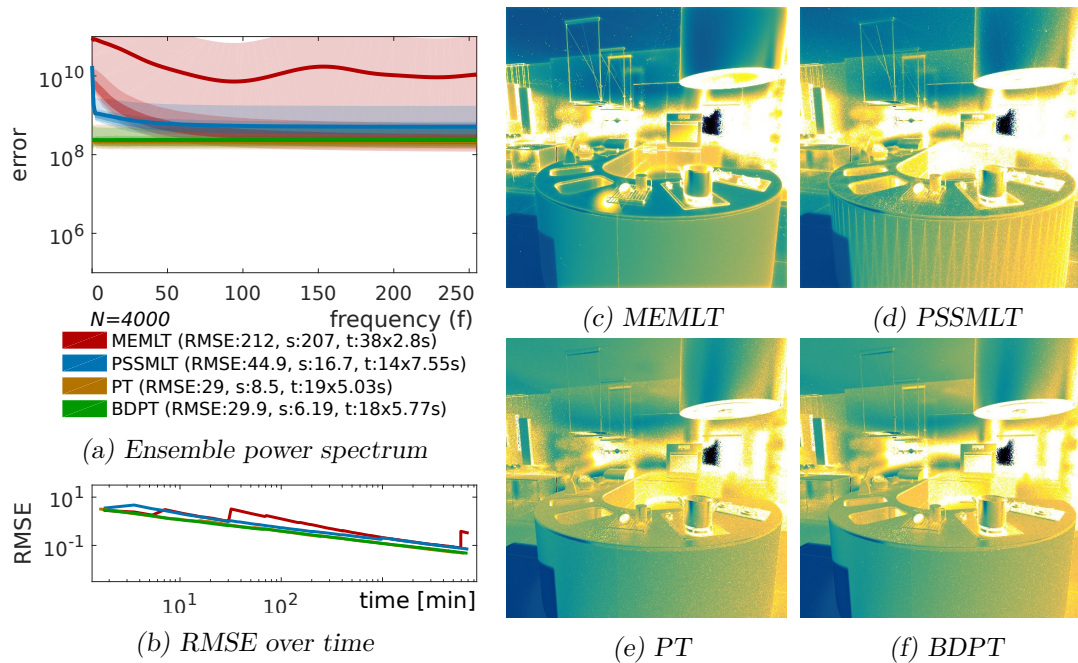 error
10^10
10^8
10^6
0 50 100 150 200 250
N=4000 frequency (f)
MEMLT (RMSE:212, s:207, t:38x2.8s)
PSSMLT (RMSE:44.9, s:16.7, t:14x7.55s)
PT (RMSE:29, s:8.5, t:19x5.03s)
BDPT (RMSE:29.9, s:6.19, t:18x5.77s)
(a) Ensemble power spectrum
RMSE
10^1
10^-1
10^1 10^2 time [min]
(b) RMSE over time
(c) MEMLT
(d) PSSMLT
(e) PT
(f) BDPT